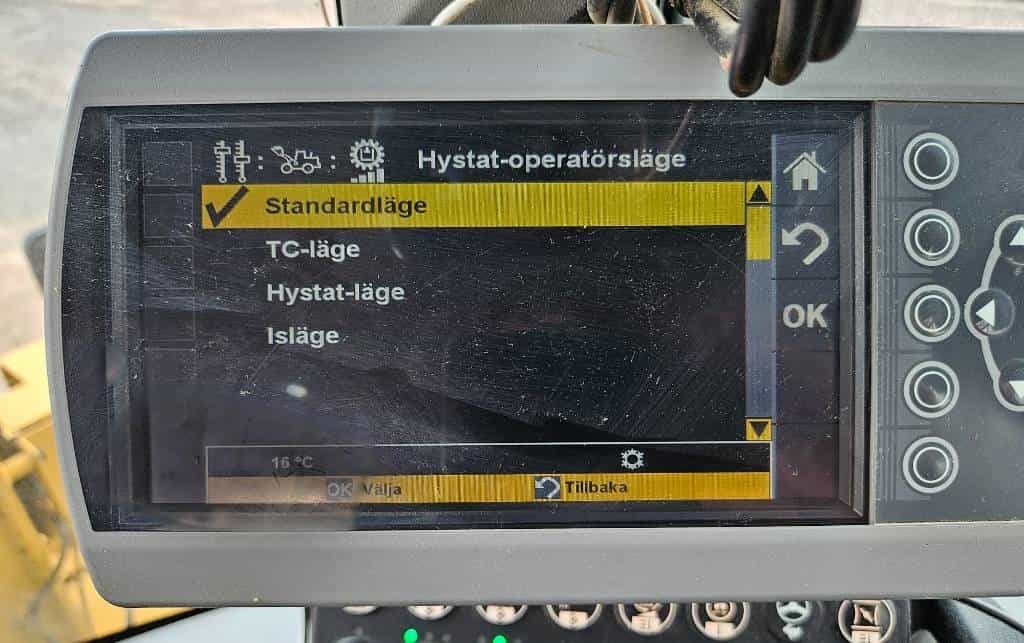 Hystat-operatörsläge
Standardläge
TC-läge
Hystat-läge
Isläge
OK
16 °C
OK Välja
Tillbaka